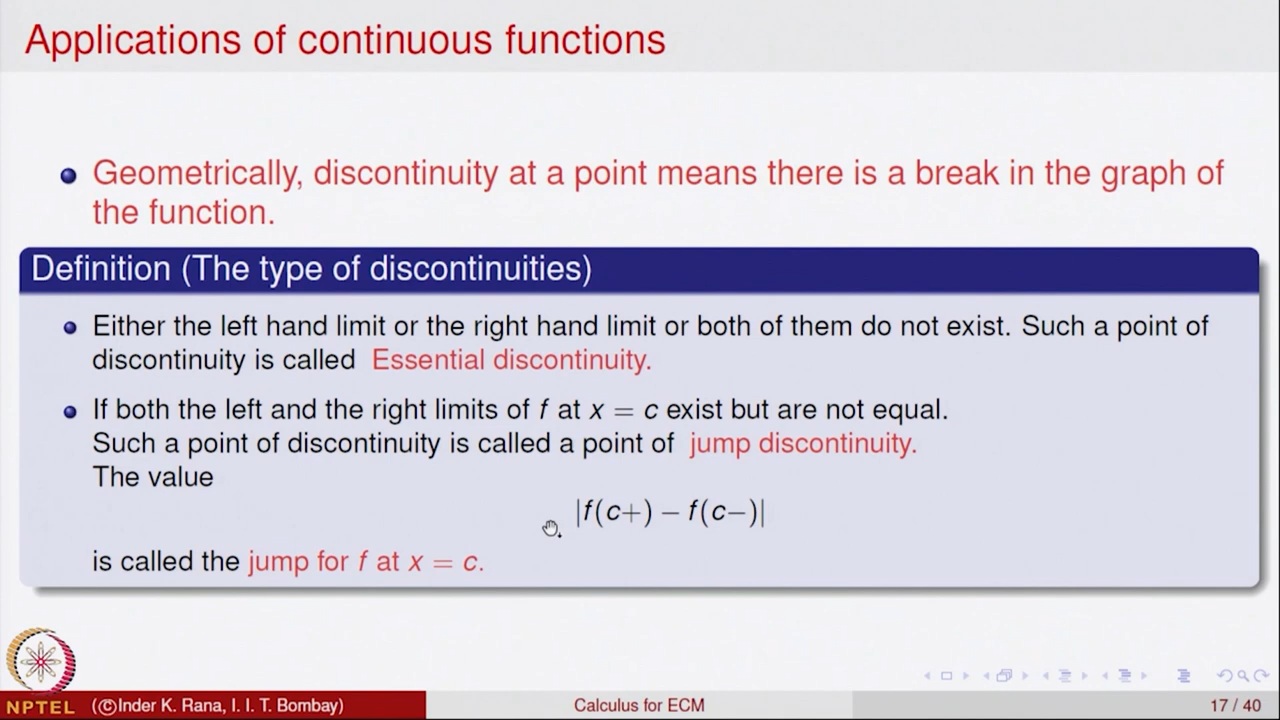 Applications of continuous functions
Geometrically, discontinuity at a point means there is a break in the graph of
the function.
Definition (The type of discontinuities)
Either the left hand limit or the right hand limit or both of them do not exist. Such a point of
discontinuity is called Essential discontinuity.
If both the left and the right limits of f at x = c exist but are not equal.
Such a point of discontinuity is called a point of jump discontinuity.
The value
|f(c+) − f(c−)|
is called the jump for f at x = c.
NPTEL (©Inder K. Rana, I. I. T. Bombay) Calculus for ECM 17 / 40